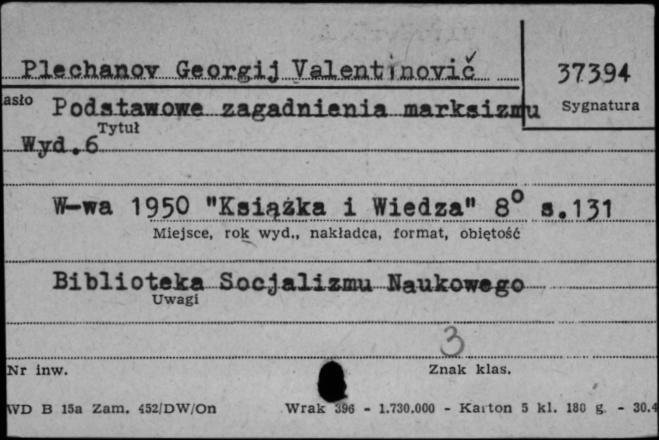 Plechanov Georgij Valentinovič
37394
asło
Podstawowe zagadnienia marksizmu
Sygnatura
Tytuł
Wyd.6
W-wa 1950 "Książka i Wiedza" 8° s.131
Miejsce, rok wyd., nakładca, format, objętość
Biblioteka Socjalizmu Naukowego
Uwagi
3
Nr inw.
Znak klas.
WD B 15a Zam. 452/DW/On Wrak 396 - 1.730.000 - Karton 5 kl. 180 g. - 30.4